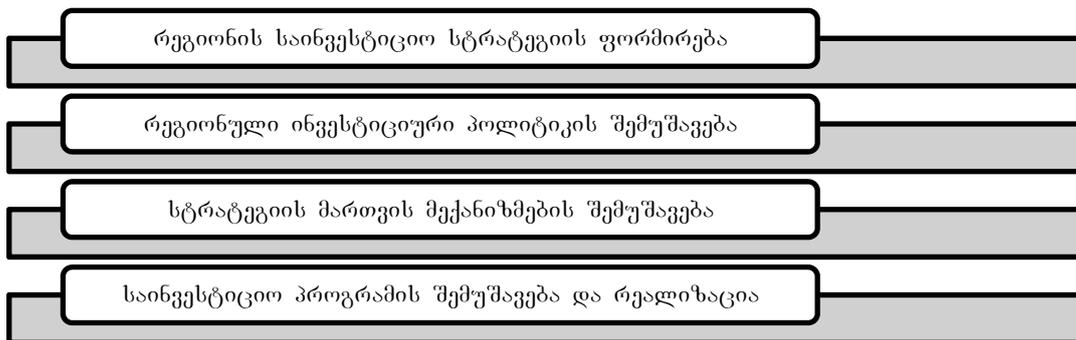 რეგიონის საინვესტიციო სტრატეგიის ფორმირება
რეგიონული ინვესტიციური პოლიტიკის შემუშავება
სტრატეგიის მართვის მექანიზმების შემუშავება
საინვესტიციო პროგრამის შემუშავება და რეალიზაცია